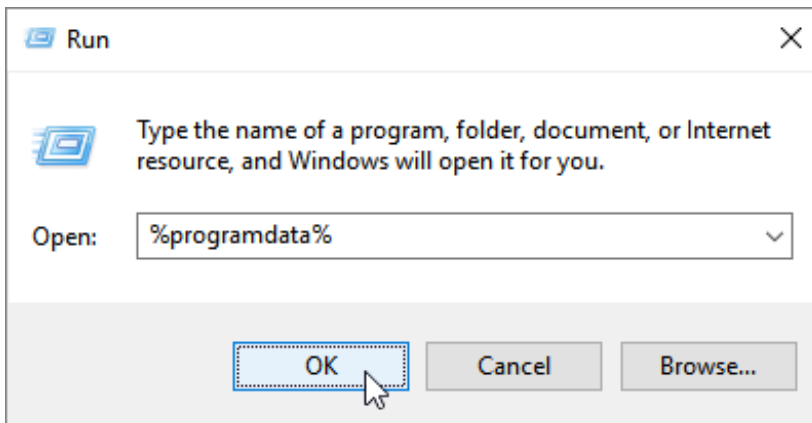 Run
Type the name of a program, folder, document, or Internet
resource, and Windows will open it for you.
Open: %programdata%
OK Cancel Browse...